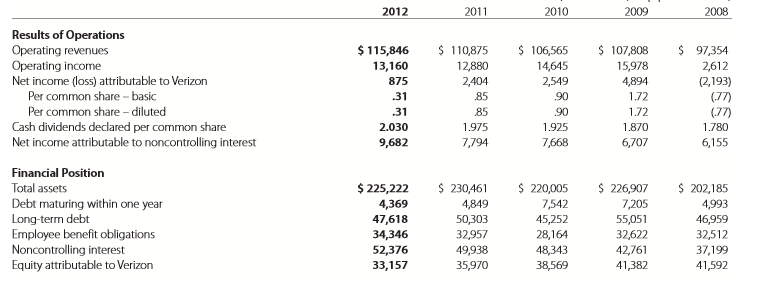 2012 2011 2010 2009 2008
Results of Operations
Operating revenues $ 115,846 $ 110,875 $ 106,565 $ 107,808 $ 97,354
Operating income 13,160 12,880 14,645 15,978 2,612
Net income (loss) attributable to Verizon 875 2,404 2,549 4,894 (2,193)
Per common share – basic .31 .85 .90 1.72 (.77)
Per common share – diluted .31 .85 .90 1.72 (.77)
Cash dividends declared per common share 2.030 1.975 1.925 1.870 1.780
Net income attributable to noncontrolling interest 9,682 7,794 7,668 6,707 6,155
Financial Position
Total assets $ 225,222 $ 230,461 $ 220,005 $ 226,907 $ 202,185
Debt maturing within one year 4,369 4,849 7,542 7,205 4,993
Long-term debt 47,618 50,303 45,252 55,051 46,959
Employee benefit obligations 34,346 32,957 28,164 32,622 32,512
Noncontrolling interest 52,376 49,938 48,343 42,761 37,199
Equity attributable to Verizon 33,157 35,970 38,569 41,382 41,592